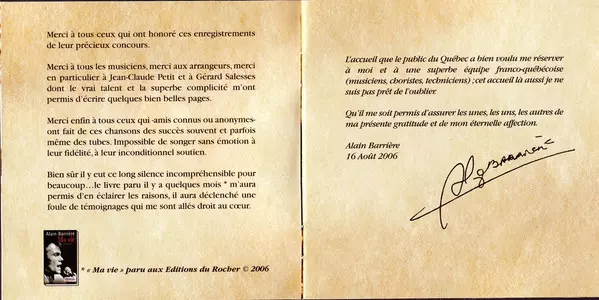 Merci à tous ceux qui ont honoré ces enregistrements
de leur précieux concours.
Merci à tous les musiciens, merci aux arrangeurs, merci
en particulier à Jean-Claude Petit et à Gérard Salesses
dont le vrai talent et la superbe complicité m'ont
permis d'écrire quelques bien belles pages.
Merci enfin à tous ceux qui -amis connus ou anonymes-
ont fait de ces chansons des succès souvent et parfois
même des tubes. Impossible de songer sans émotion à
leur fidélité, à leur inconditionnel soutien.
Bien sûr il y eut ce long silence incompréhensible pour
beaucoup...le livre paru il y a quelques mois * m'aura
permis d'en éclairer les raisons, il aura déclenché une
foule de témoignages qui me sont allés droit au cœur.
Alain Barrière
Ma vie
* « Ma vie » paru aux Editions du Rocher © 2006
L'accueil que le public du Québec a bien voulu me réserver
à moi et à une superbe équipe franco-québécoise
(musiciens, choristes, techniciens) ; cet accueil là aussi je ne
suis pas prêt de l'oublier.
Qu'il me soit permis d'assurer les unes, les uns, les autres de
ma présente gratitude et de mon éternelle affection.
Alain Barrière
16 Août 2006